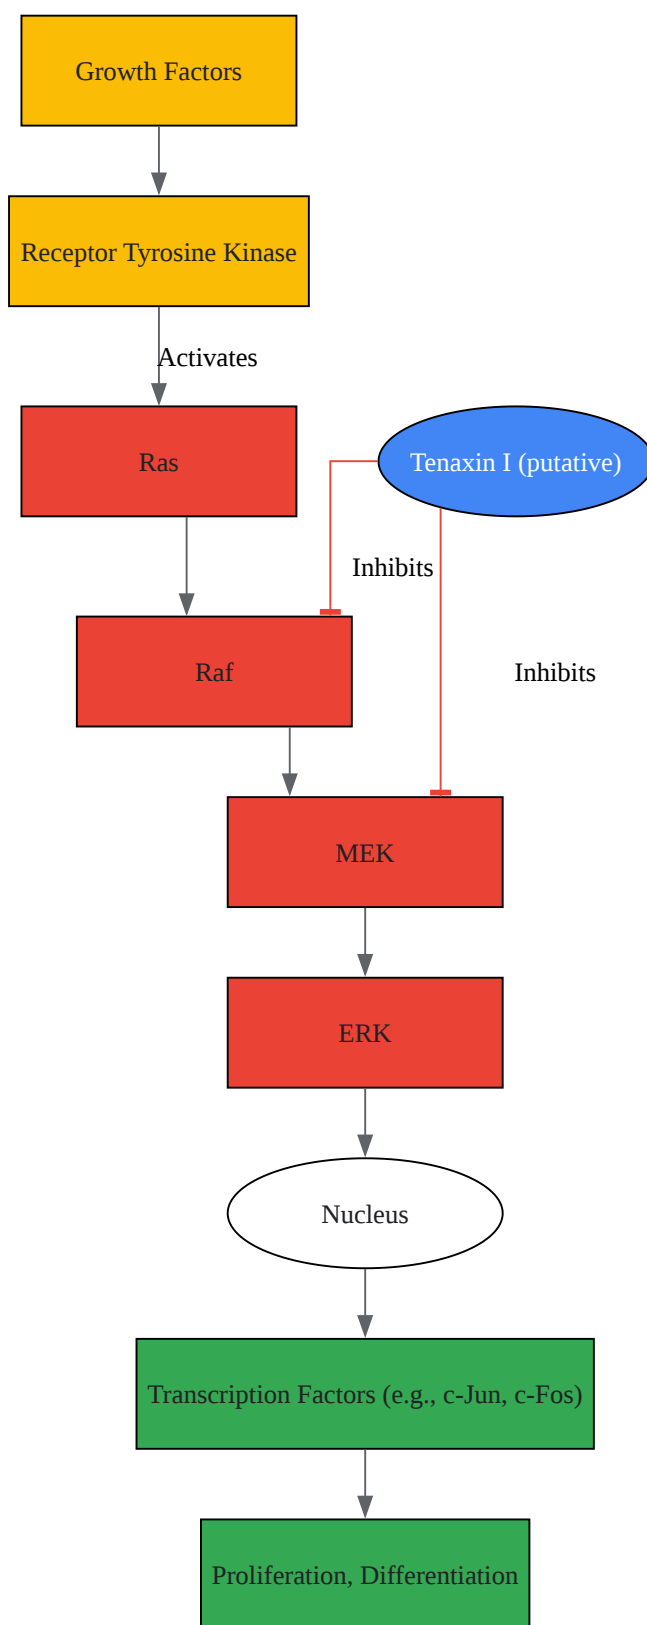 Growth Factors
Receptor Tyrosine Kinase
Activates
Ras
Tenaxin I (putative)
Inhibits
Raf
Inhibits
MEK
ERK
Nucleus
Transcription Factors (e.g., c-Jun, c-Fos)
Proliferation, Differentiation